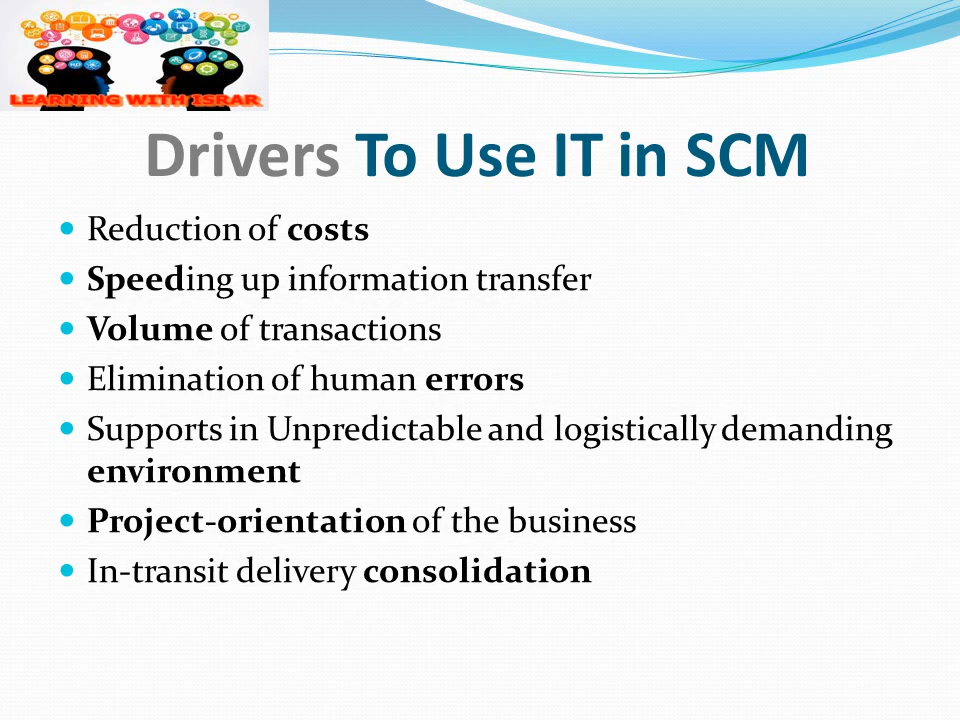 LEARNING WITH ISRAR
Drivers To Use IT in SCM
Reduction of costs
Speeding up information transfer
Volume of transactions
Elimination of human errors
Supports in Unpredictable and logistically demanding
environment
Project-orientation of the business
In-transit delivery consolidation